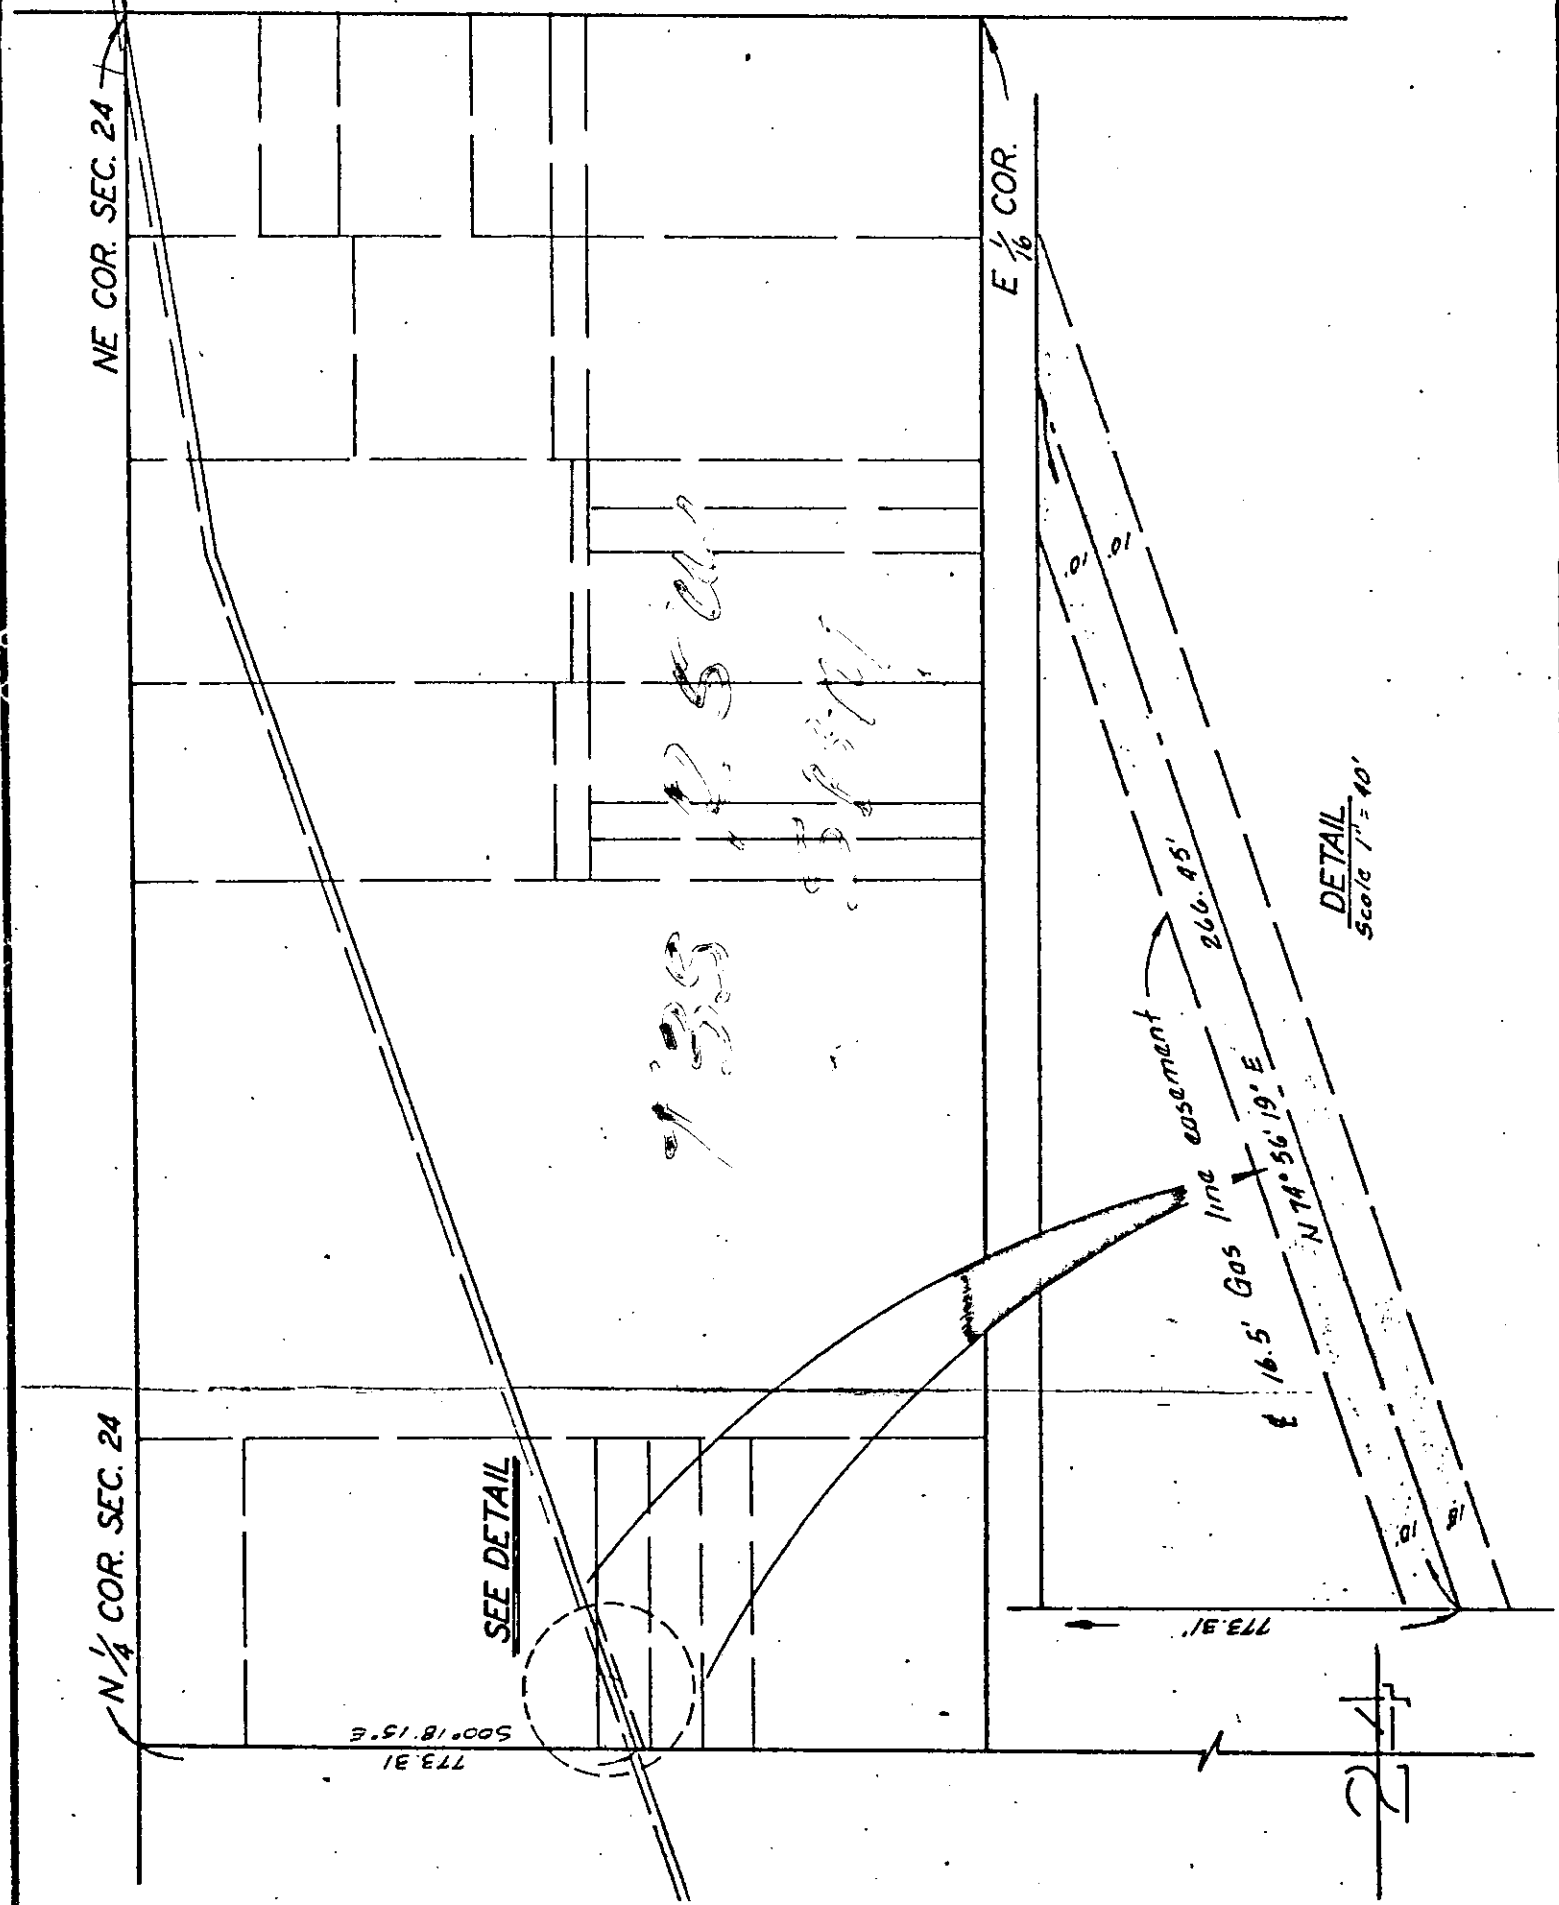 NE COR. SEC. 24
E 1/16 COR.
N 1/4 COR. SEC. 24
SEE DETAIL
S00°18'15"E
773.31
10'
10'
266.45'
N 74° 56' 19" E
℄ 16.5' Gas line easement
10'
10'
773.31'
DETAIL
Scale 1" = 40'
24